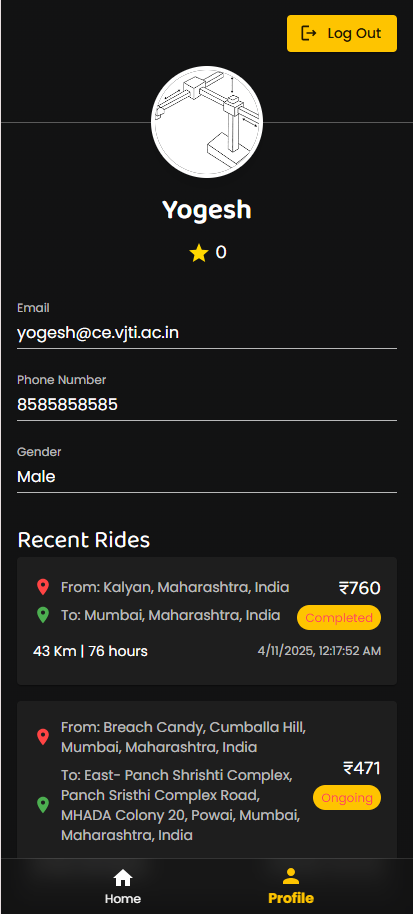 Log Out
Yogesh
0
Email
yogesh@ce.vjti.ac.in
Phone Number
8585858585
Gender
Male
Recent Rides
From: Kalyan, Maharashtra, India
₹760
To: Mumbai, Maharashtra, India
Completed
43 Km | 76 hours
4/11/2025, 12:17:52 AM
From: Breach Candy, Cumballa Hill,
Mumbai, Maharashtra, India
₹471
To: East- Panch Shrishti Complex,
Panch Sristhi Complex Road,
MHADA Colony 20, Powai, Mumbai,
Maharashtra, India
Ongoing
Home
Profile